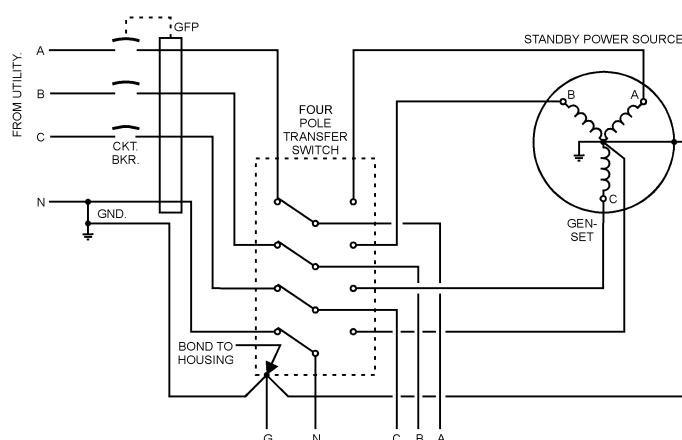 GFP
STANDBY POWER SOURCE
A
B
A
B
FROM UTILITY.
FOUR
POLE
TRANSFER
SWITCH
C
CKT.
BKR.
N
C
GND.
GEN-
SET
BOND TO
HOUSING
G
N
C
B
A